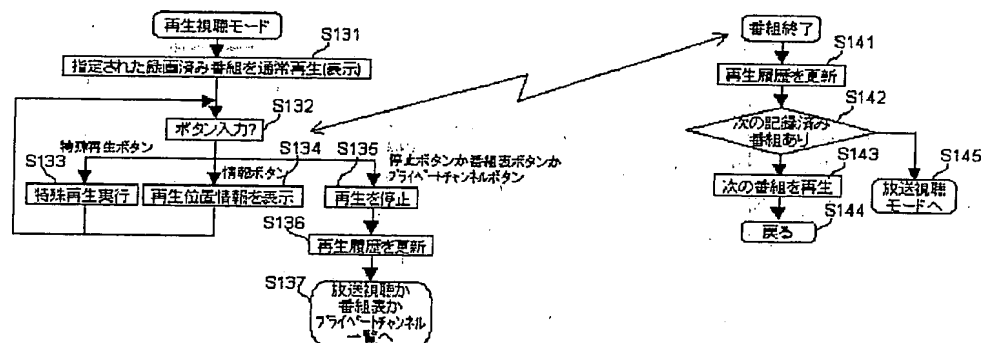 再生視聴モード
S131
指定された録画済み番組を通常再生(表示)
S132
ボタン入力?
特殊再生ボタン
S133
特殊再生実行
S134
情報ボタン
再生位置情報を表示
S135
停止ボタンか番組表ボタンか
プライベートチャンネルボタン
再生を停止
S136
再生履歴を更新
S137
放送視聴か
番組表か
プライベートチャンネル
一覧へ
番組終了
S141
再生履歴を更新
S142
次の記録済み
番組あり
S143
次の番組を再生
S144
戻る
S145
放送視聴
モードへ